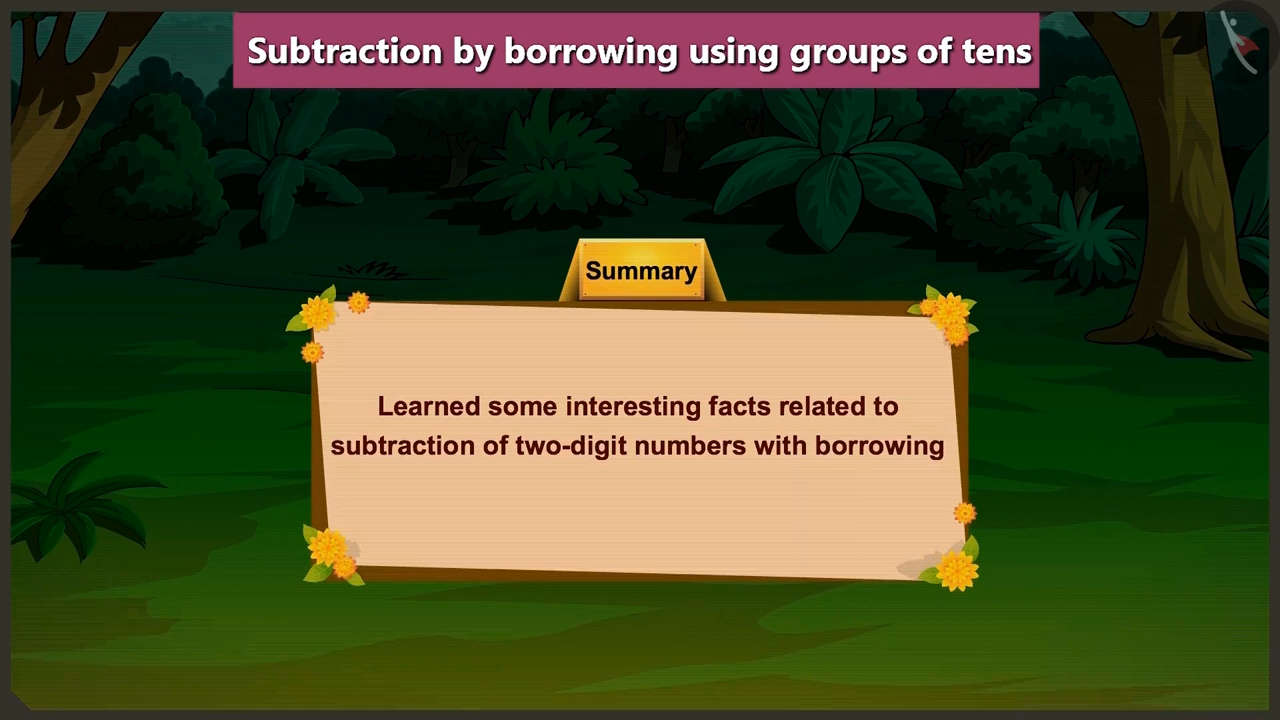 Subtraction by borrowing using groups of tens
Summary
Learned some interesting facts related to
subtraction of two-digit numbers with borrowing